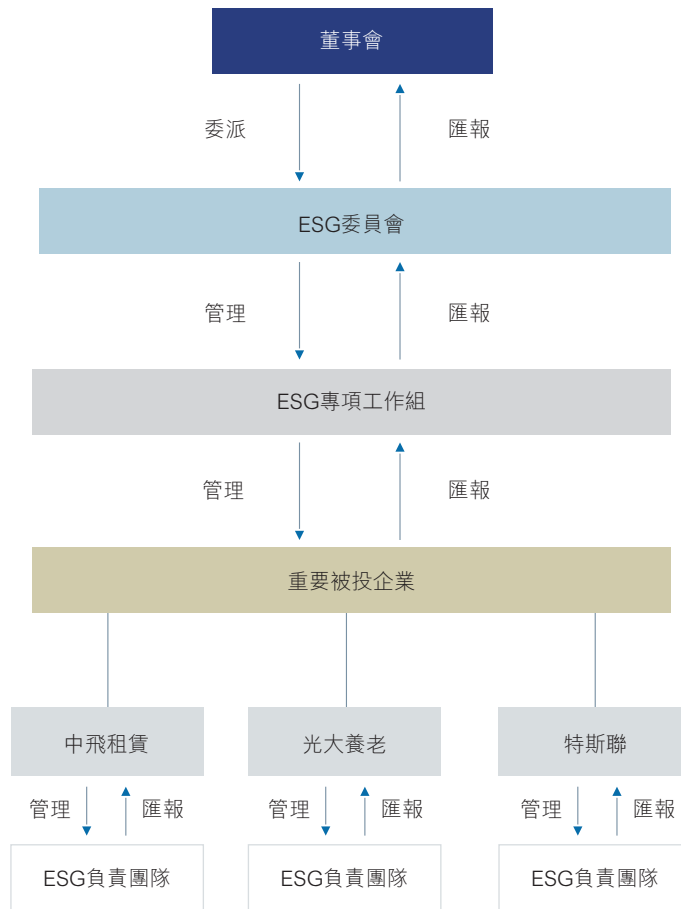 董事會
委派 匯報
ESG委員會
管理 匯報
ESG專項工作組
管理 匯報
重要被投企業
中飛租賃 光大養老 特斯聯
管理 匯報 管理 匯報 管理 匯報
ESG負責團隊 ESG負責團隊 ESG負責團隊